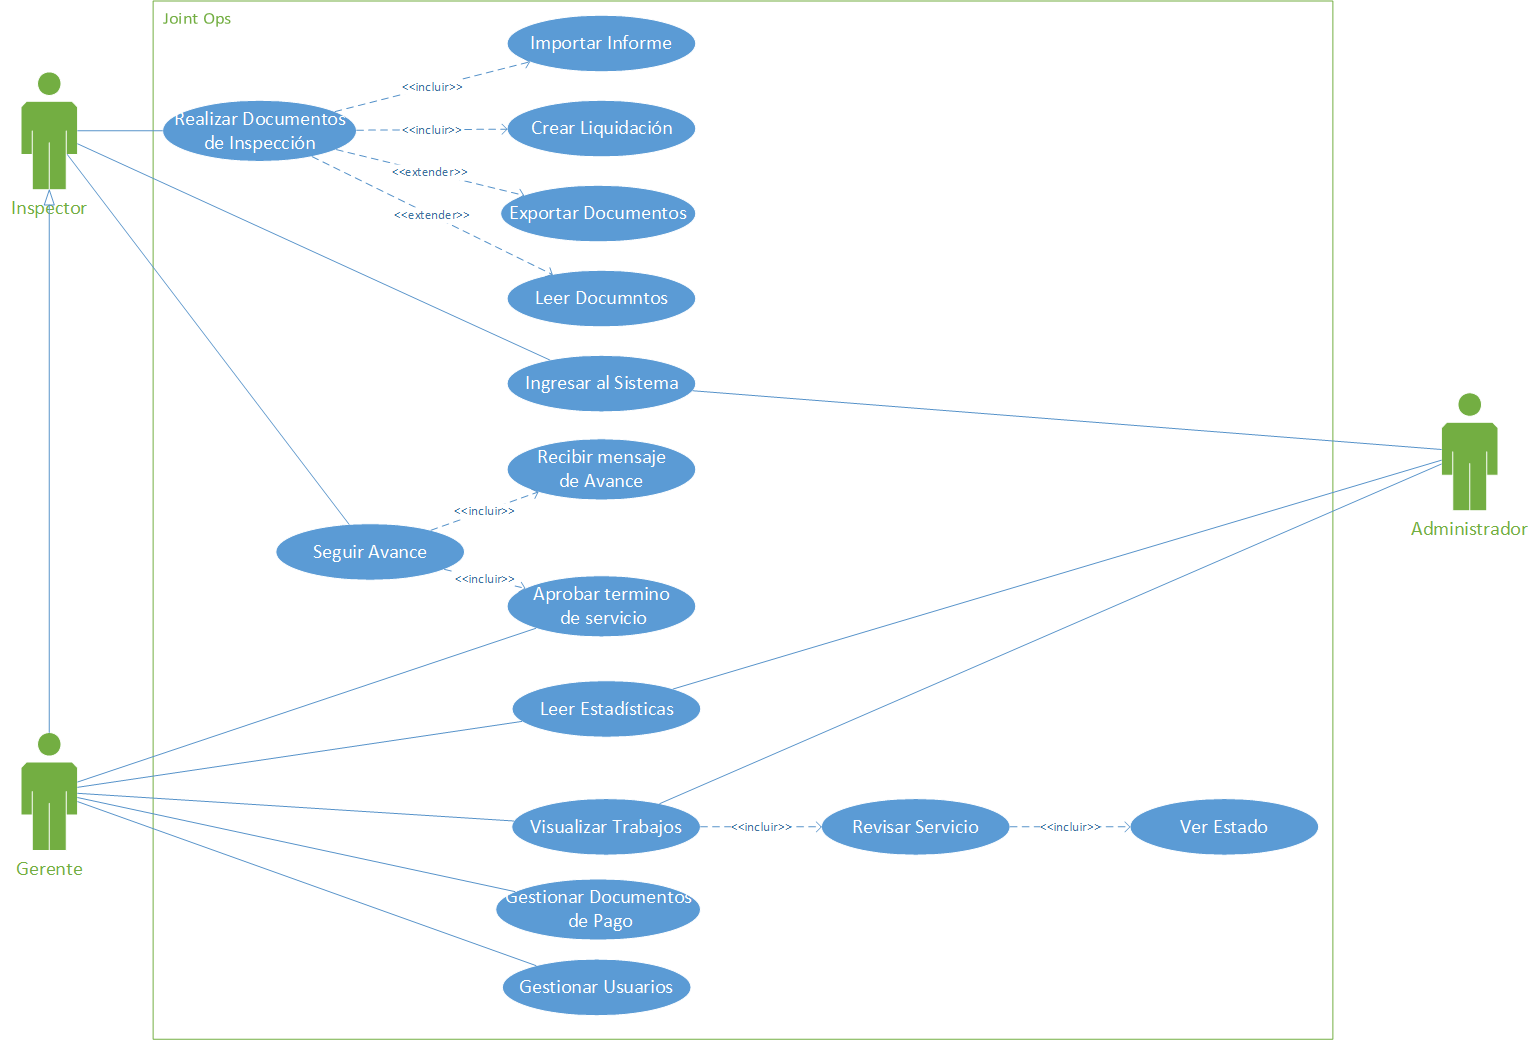 Joint Ops
Importar Informe
<<incluir>>
Realizar Documentos
de Inspección
<<incluir>>
Crear Liquidación
<<extender>>
Inspector
Exportar Documentos
<<extender>>
Leer Documntos
Ingresar al Sistema
Recibir mensaje
de Avance
<<incluir>>
Administrador
Seguir Avance
<<incluir>>
Aprobar termino
de servicio
Leer Estadísticas
Visualizar Trabajos
<<incluir>>
Revisar Servicio
<<incluir>>
Ver Estado
Gerente
Gestionar Documentos
de Pago
Gestionar Usuarios